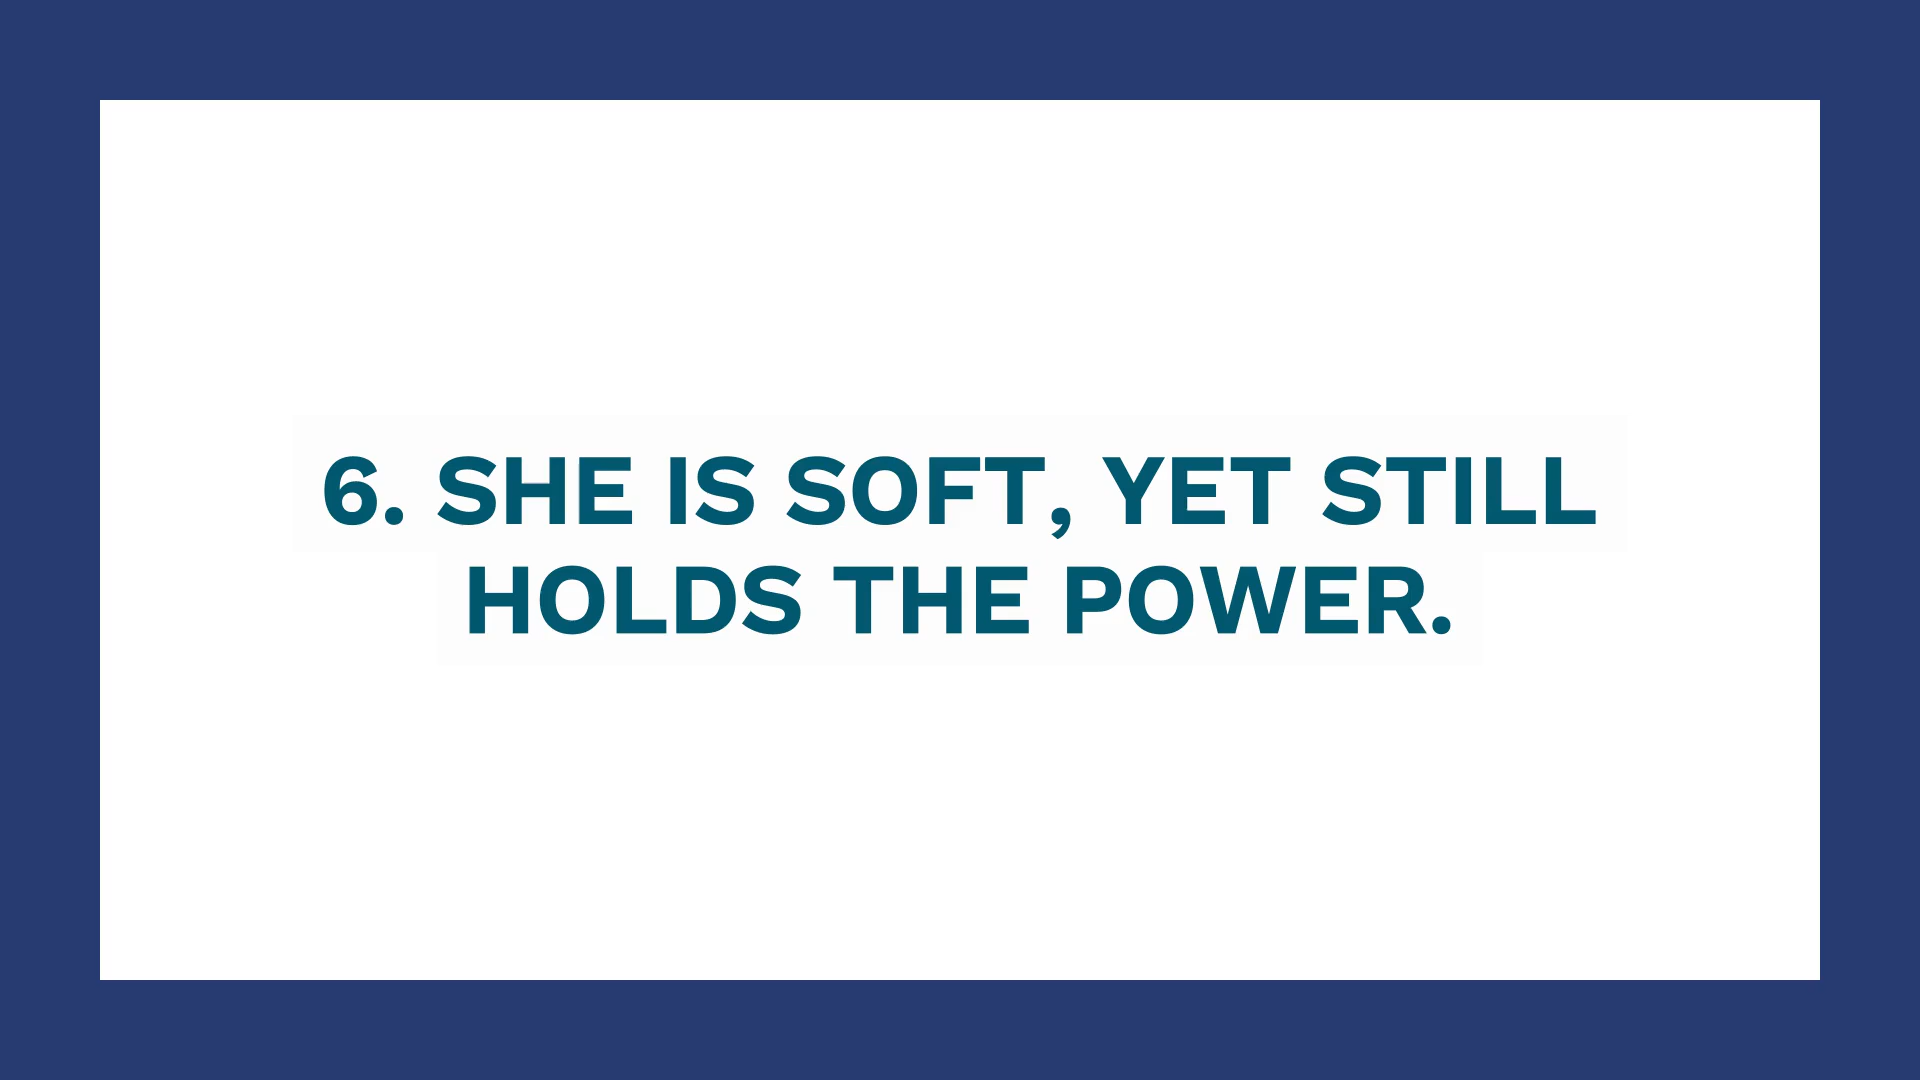 6. SHE IS SOFT, YET STILL
HOLDS THE POWER.